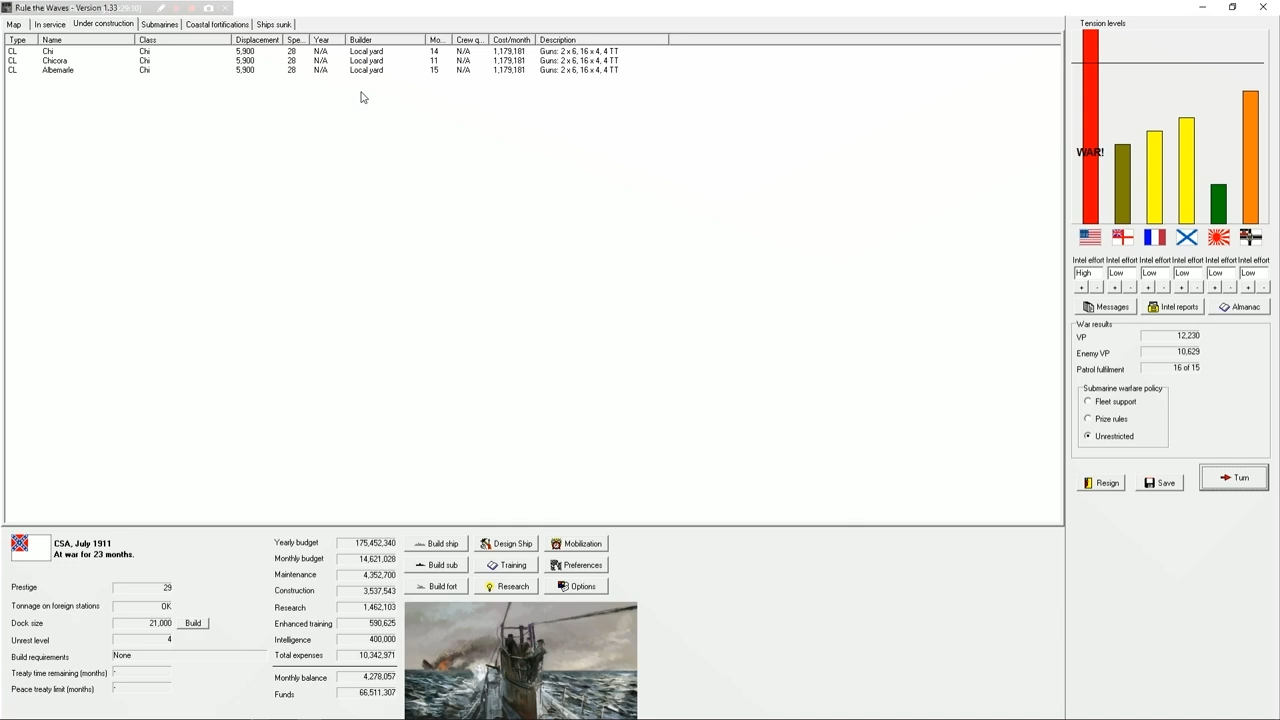 Rule the Waves - Version 1.33
Map In service Under construction Submarines Coastal fortifications Ships sunk
Type Name Class Displacement Spe... Year Builder Mo... Crew q... Cost/month Description
CL Chi Chi 5,900 28 N/A Local yard 14 N/A 1,179,181 Guns: 2 x 6, 16 x 4, 4 TT
CL Chicora Chi 5,900 28 N/A Local yard 11 N/A 1,179,181 Guns: 2 x 6, 16 x 4, 4 TT
CL Albemarle Chi 5,900 28 N/A Local yard 15 N/A 1,179,181 Guns: 2 x 6, 16 x 4, 4 TT
Tension levels
WAR!
Intel effort Intel effort Intel effort Intel effort Intel effort Intel effort
High Low Low Low Low Low
+ - + - + - + - + - + -
Messages Intel reports Almanac
War results
VP 12,230
Enemy VP 10,629
Patrol fulfilment 16 of 15
Submarine warfare policy
Fleet support
Prize rules
Unrestricted
Resign Save Turn
CSA, July 1911
At war for 23 months.
Prestige 29
Tonnage on foreign stations OK
Dock size 21,000 Build
Unrest level 4
Build requirements None
Treaty time remaining (months) -
Peace treaty limit (months) -
Yearly budget 175,452,340
Monthly budget 14,621,028
Maintenance 4,352,700
Construction 3,537,543
Research 1,462,103
Enhanced training 590,625
Intelligence 400,000
Total expenses 10,342,971
Monthly balance 4,278,057
Funds 66,511,307
Build ship Design Ship Mobilization
Build sub Training Preferences
Build fort Research Options